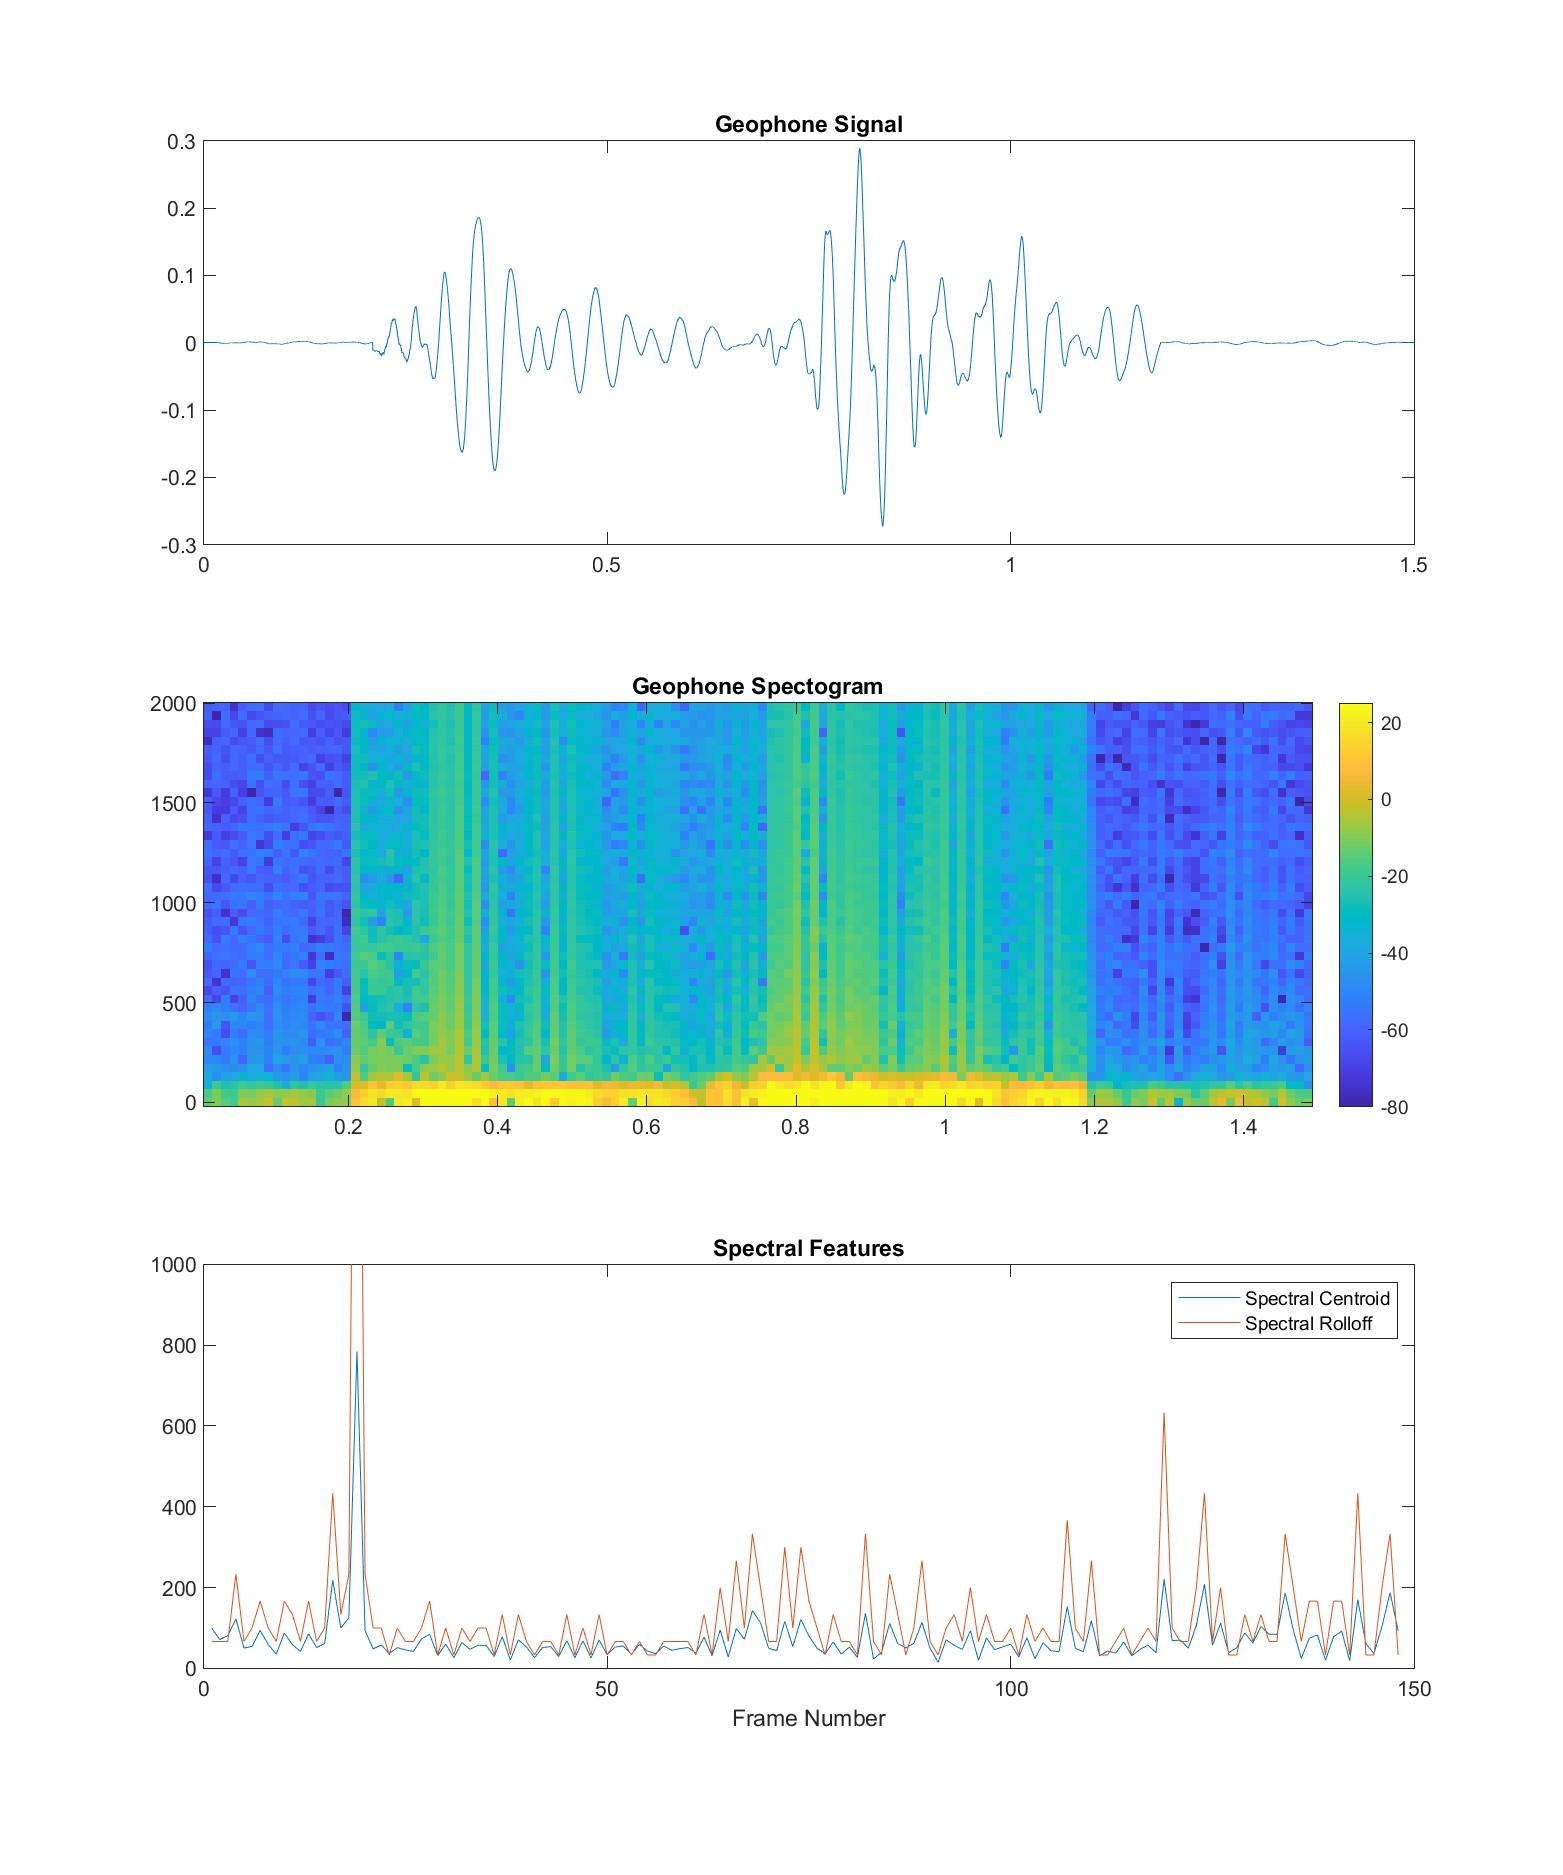 Geophone Signal
0.3
0.2
0.1
0
-0.1
-0.2
-0.3
0 0.5 1 1.5
Geophone Spectogram
2000
1500
1000
500
0
0.2 0.4 0.6 0.8 1 1.2 1.4
20
0
-20
-40
-60
-80
Spectral Features
1000
800
600
400
200
0
Spectral Centroid
Spectral Rolloff
0 50 100 150
Frame Number